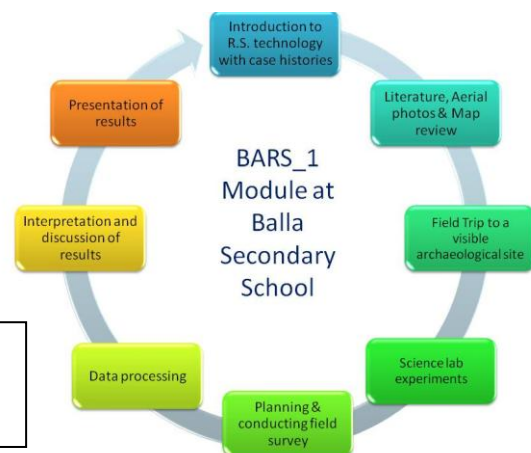 Introduction to
R.S. technology
with case histories
Literature, Aerial
photos & Map
review
Field Trip to a
visible
archaeological site
Science lab
experiments
Planning &
conducting field
survey
Data processing
Interpretation and
discussion of
results
Presentation of
results
BARS_1
Module at
Balla
Secondary
School